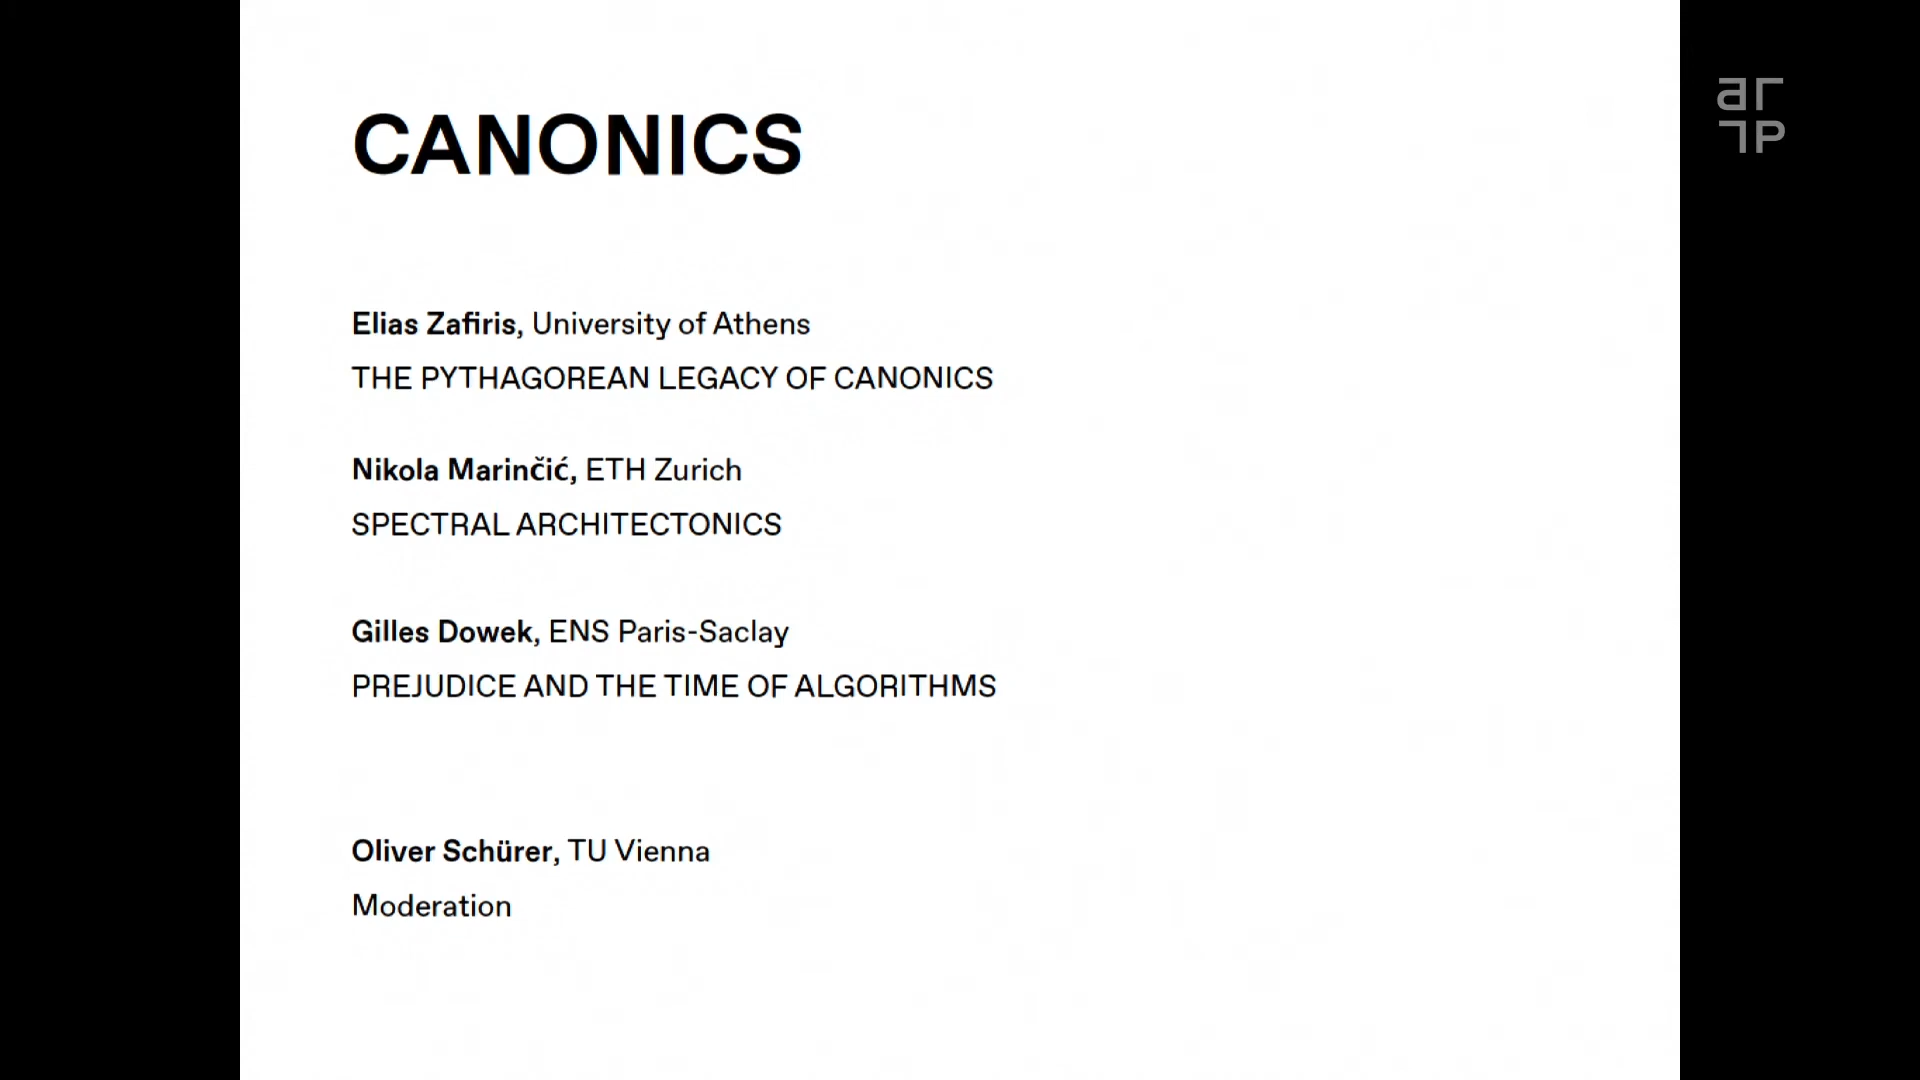 CANONICS
Elias Zafiris, University of Athens
THE PYTHAGOREAN LEGACY OF CANONICS
Nikola Marinčić, ETH Zurich
SPECTRAL ARCHITECTONICS
Gilles Dowek, ENS Paris-Saclay
PREJUDICE AND THE TIME OF ALGORITHMS
Oliver Schürer, TU Vienna
Moderation